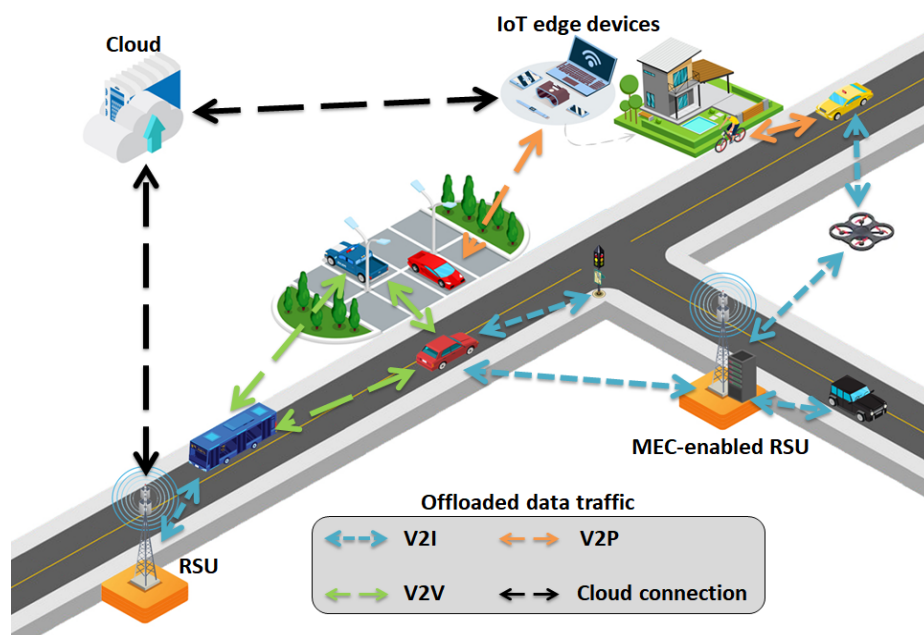 IoT edge devices
Cloud
MEC-enabled RSU
Offloaded data traffic
V2I
V2P
RSU
V2V
Cloud connection